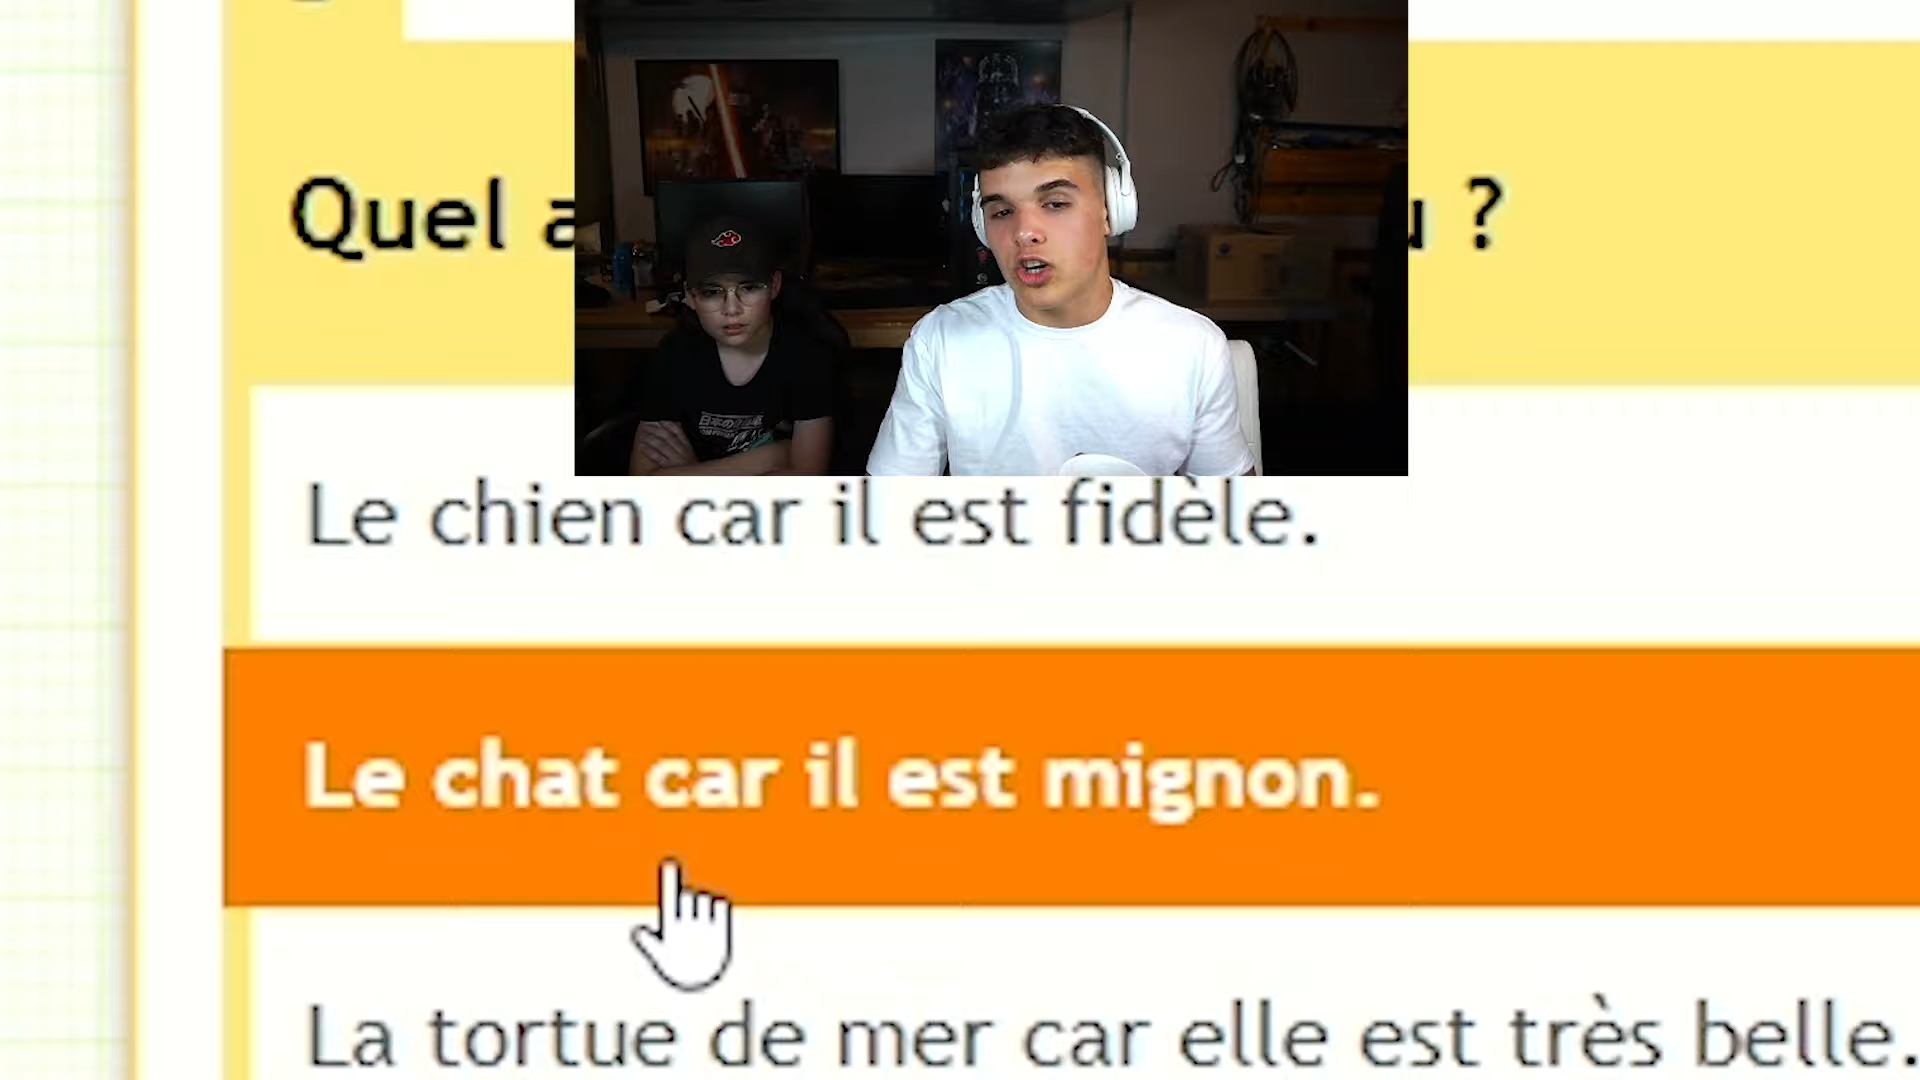 Quel a u ?
Le chien car il est fidèle.
Le chat car il est mignon.
La tortue de mer car elle est très belle.